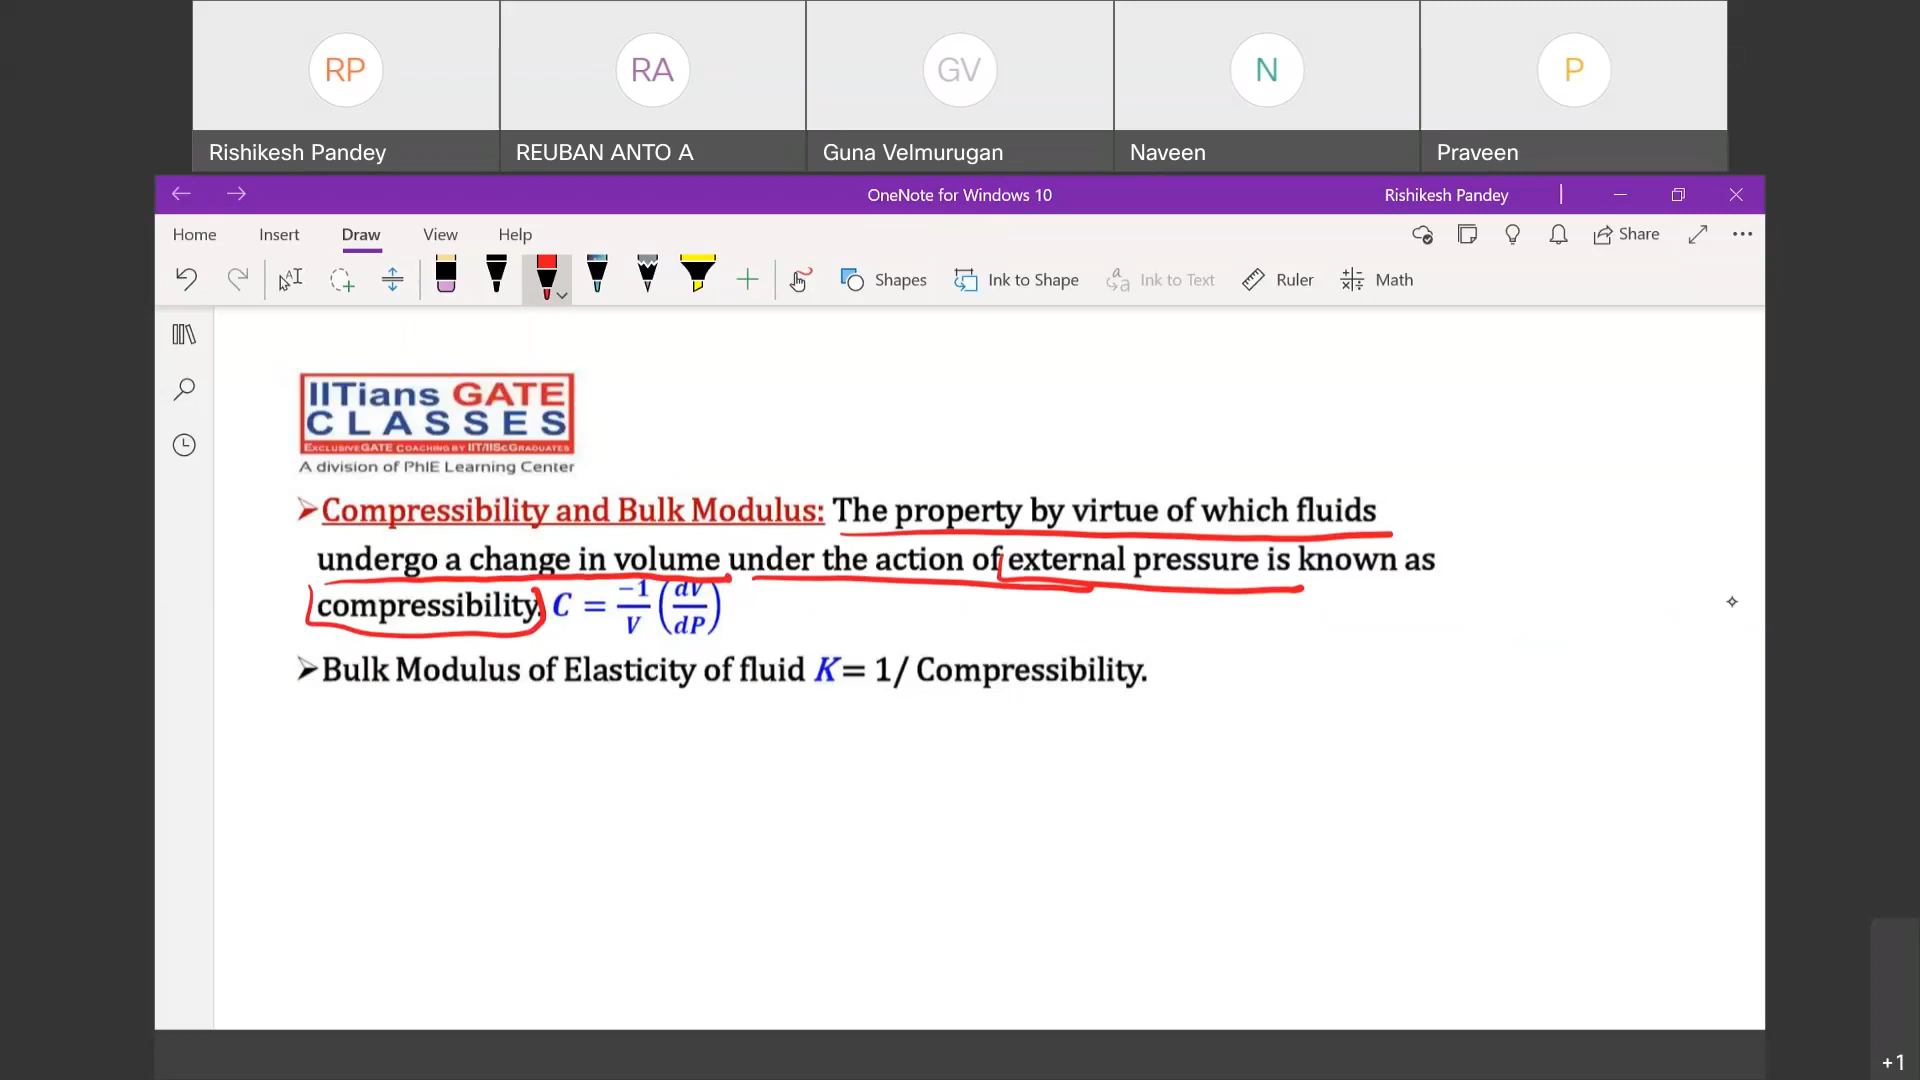 RP
RA
GV
N
P
Rishikesh Pandey
REUBAN ANTO A
Guna Velmurugan
Naveen
Praveen
OneNote for Windows 10
Rishikesh Pandey
Home
Insert
Draw
View
Help
Share
Shapes
Ink to Shape
Ink to Text
Ruler
Math
IITians GATE
CLASSES
EXCLUSIVE GATE COACHING BY IIT/IISC GRADUATES
A division of PhIE Learning Center
➢Compressibility and Bulk Modulus: The property by virtue of which fluids
undergo a change in volume under the action of external pressure is known as
compressibility. C = −1/V (dV/dP)
➢Bulk Modulus of Elasticity of fluid K= 1/ Compressibility.
+1